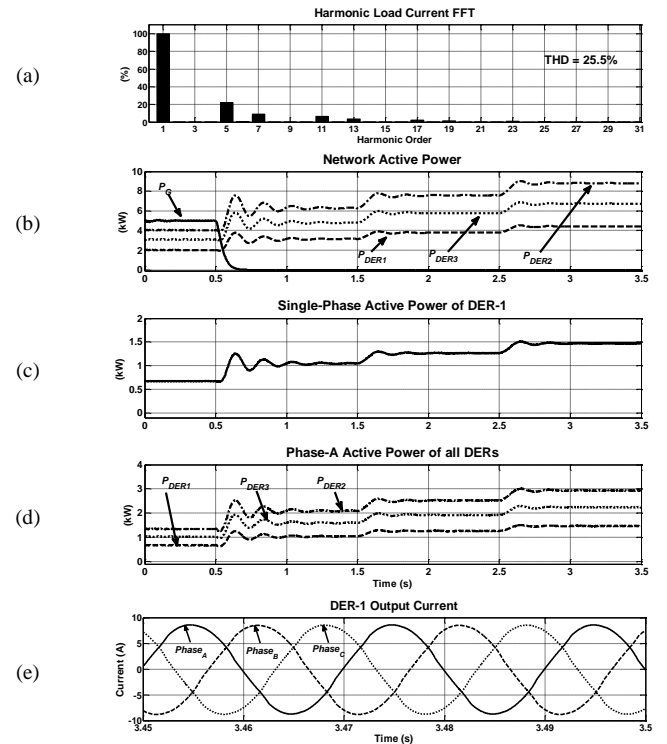 Harmonic Load Current FFT
(a)
(%)
100
80
60
40
20
0
THD = 25.5%
1 3 5 7 9 11 13 15 17 19 21 23 25 27 29 31
Harmonic Order
Network Active Power
(b)
(kW)
10
8
6
4
2
0
P_G
P_DER1
P_DER3
P_DER2
0 0.5 1 1.5 2 2.5 3 3.5
Single-Phase Active Power of DER-1
(c)
(kW)
2
1.5
1
0.5
0
0 0.5 1 1.5 2 2.5 3 3.5
Phase-A Active Power of all DERs
(d)
(kW)
4
3
2
1
0
P_DER1
P_DER3
P_DER2
0 0.5 1 1.5 2 2.5 3 3.5
Time (s)
DER-1 Output Current
(e)
Current (A)
10
5
0
-5
-10
Phase_A
Phase_B
Phase_C
3.45 3.46 3.47 3.48 3.49 3.5
Time (s)